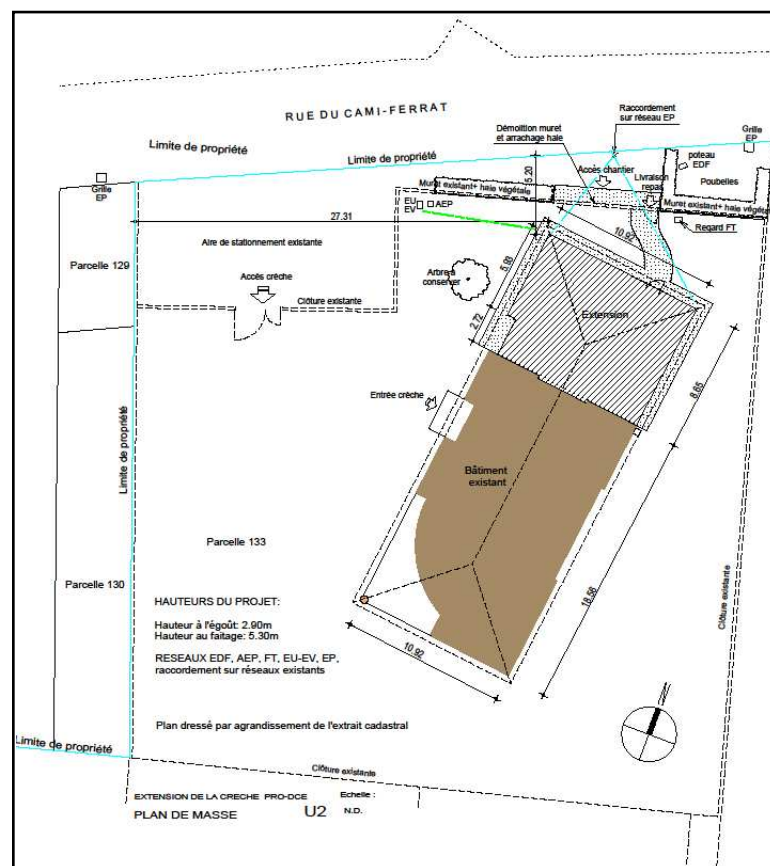 RUE DU CAMI-FERRAT
Raccordement
sur réseau EP
Démolition muret
et arrachage haie
Grille
EP
Limite de propriété
Limite de propriété
poteau
EDF
Poubelles
Accès chantier
Livraison
repas
5.20
Grille
EP
Muret existant+ haie végétale
Muret existant+ haie végétale
EU
EV
AEP
27.31
Regard FT
10.92
Aire de stationnement existante
Parcelle 129
Accès crèche
Arbre à
conserver
5.93
Clôture existante
2.72
Extension
8.65
Entrée crèche
Limite de propriété
Bâtiment
existant
Parcelle 133
Parcelle 130
18.56
Clôture existante
HAUTEURS DU PROJET:
Hauteur à l'égoût: 2.90m
Hauteur au faitage: 5.30m
RESEAUX EDF, AEP, FT, EU-EV, EP,
raccordement sur réseaux existants
10.92
Plan dressé par agrandissement de l'extrait cadastral
N
Limite de propriété
Clôture existante
EXTENSION DE LA CRECHE PRO-DCE
Echelle :
PLAN DE MASSE
U2
N.D.